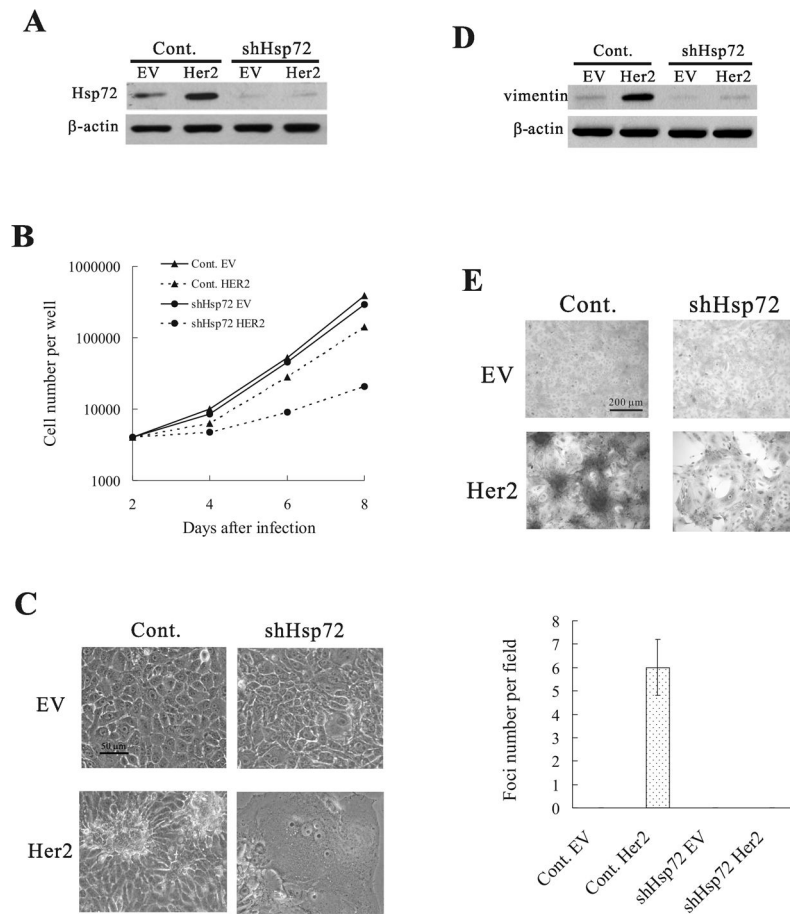 A
Cont. shHsp72
EV Her2 EV Her2
Hsp72
β-actin
D
Cont. shHsp72
EV Her2 EV Her2
vimentin
β-actin
B
1000000
100000
10000
1000
2 4 6 8
Cell number per well
Days after infection
Cont. EV
Cont. HER2
shHsp72 EV
shHsp72 HER2
E
Cont. shHsp72
EV
200 μm
Her2
C
Cont. shHsp72
EV
50 μm
Her2
8
7
6
5
4
3
2
1
0
Foci number per field
Cont. EV
Cont. Her2
shHsp72 EV
shHsp72 Her2